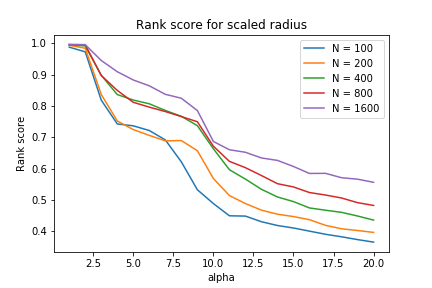 Rank score for scaled radius
1.0
0.9
0.8
0.7
0.6
0.5
0.4
Rank score
N = 100
N = 200
N = 400
N = 800
N = 1600
2.5 5.0 7.5 10.0 12.5 15.0 17.5 20.0
alpha